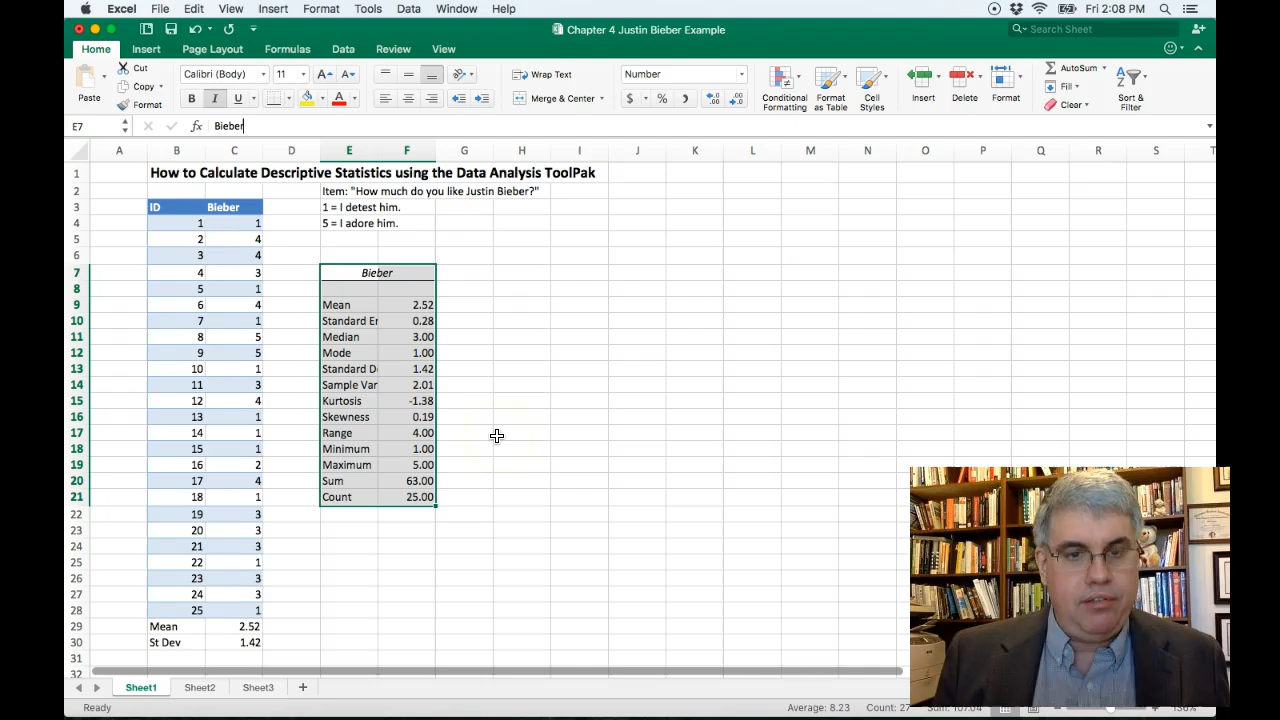 Excel File Edit View Insert Format Tools Data Window Help Fri 2:08 PM
Chapter 4 Justin Bieber Example Search Sheet
Home Insert Page Layout Formulas Data Review View
Paste Cut Copy Format Calibri (Body) 11 Wrap Text Merge & Center Number Conditional Formatting Format as Table Cell Styles Insert Delete Format AutoSum Fill Clear Sort & Filter
B I U A $ %
E7 fx Bieber
A B C D E F G H I J K L M N O P Q R S T
1 How to Calculate Descriptive Statistics using the Data Analysis ToolPak
2 Item: "How much do you like Justin Bieber?"
3 ID Bieber 1 = I detest him.
4 1 1 5 = I adore him.
5 2 4
6 3 4
7 4 3 Bieber
8 5 1
9 6 4 Mean 2.52
10 7 1 Standard Er 0.28
11 8 5 Median 3.00
12 9 5 Mode 1.00
13 10 1 Standard D 1.42
14 11 3 Sample Var 2.01
15 12 4 Kurtosis -1.38
16 13 1 Skewness 0.19
17 14 1 Range 4.00
18 15 1 Minimum 1.00
19 16 2 Maximum 5.00
20 17 4 Sum 63.00
21 18 1 Count 25.00
22 19 3
23 20 3
24 21 3
25 22 1
26 23 3
27 24 3
28 25 1
29 Mean 2.52
30 St Dev 1.42
31
32
Sheet1 Sheet2 Sheet3 +
Ready Average: 8.23 Count: 27 Sum: 107.04 136%